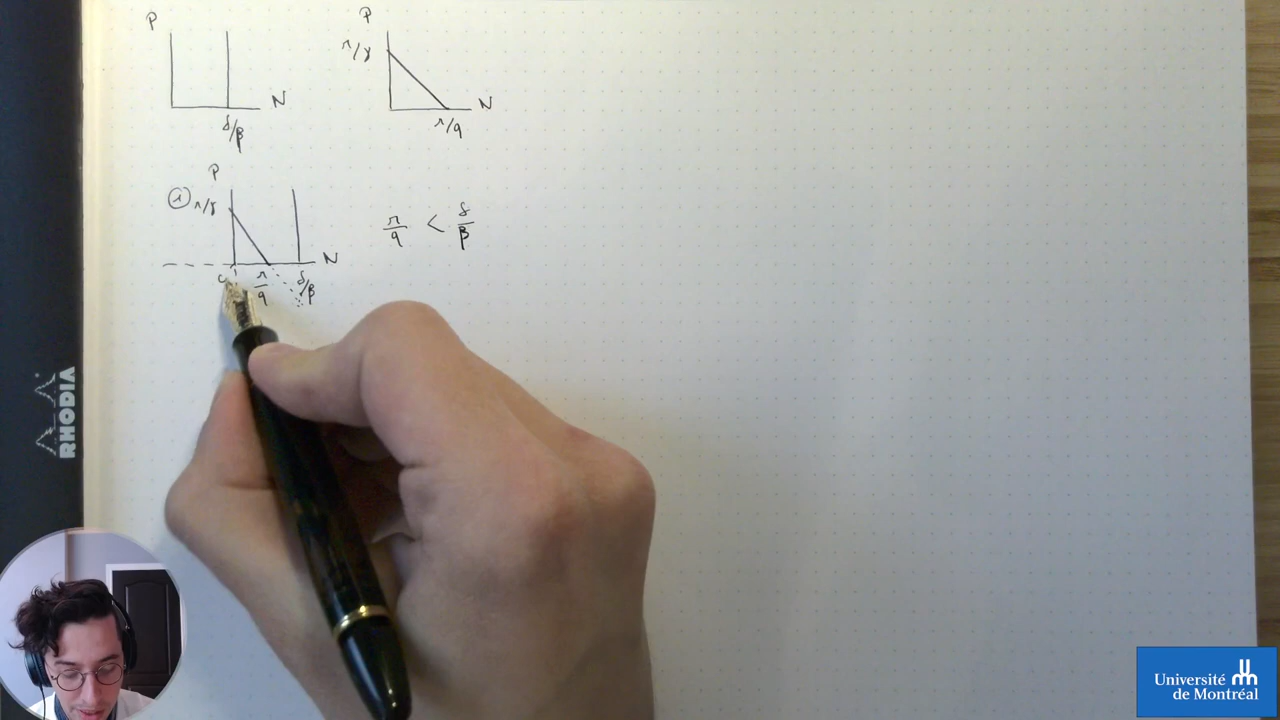 P
N
δ/β
P
r/γ
N
r/q
P
① r/γ
N
r/q
δ/β
r/q < δ/β
RHODIA
Université
de Montréal